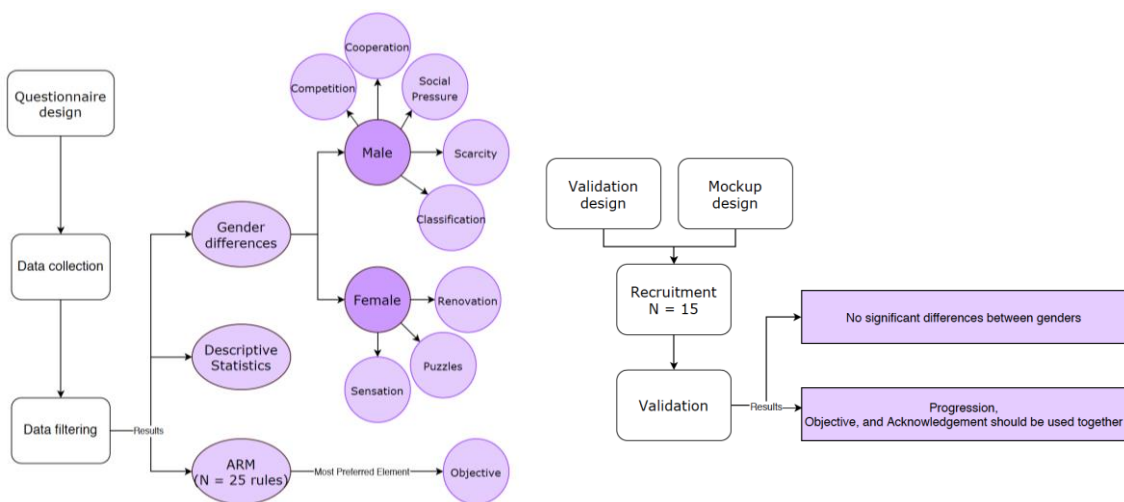 Questionnaire
design
Data collection
Data filtering
Results
Gender
differences
Descriptive
Statistics
ARM
(N = 25 rules)
Most Preferred Element
Objective
Male
Competition
Cooperation
Social
Pressure
Scarcity
Classification
Female
Renovation
Puzzles
Sensation
Validation
design
Mockup
design
Recruitment
N = 15
Validation
Results
No significant differences between genders
Progression,
Objective, and Acknowledgement should be used together